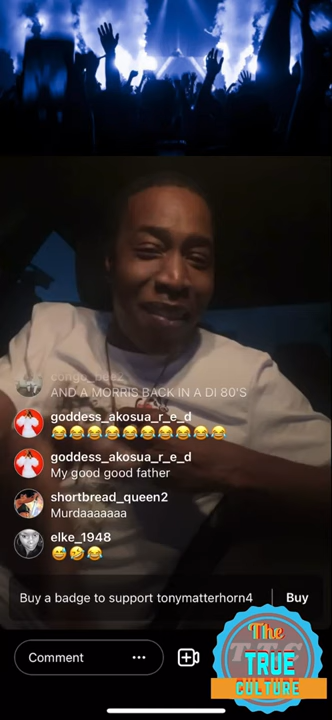 congo_beez
AND A MORRIS BACK IN A DI 80'S
goddess_akosua_r_e_d
😂😂😂😂😂😂😂😂😂😂
goddess_akosua_r_e_d
My good good father
shortbread_queen2
Murdaaaaaaa
elke_1948
😅🤣😂
Buy a badge to support tonymatterhorn4 Buy
Comment
The
T.T.C
TRUE
CULTURE